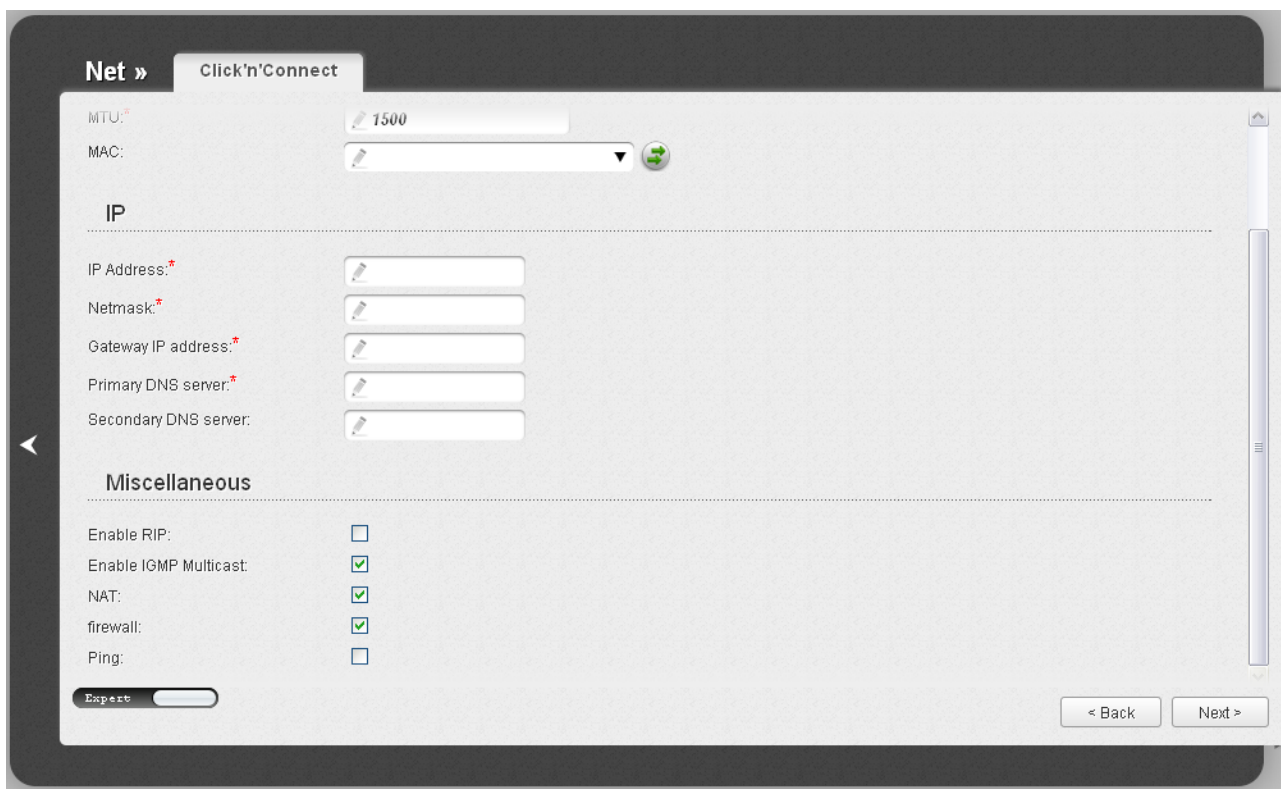 Net »
Click'n'Connect
MTU:* 1500
MAC:
IP
IP Address:*
Netmask:*
Gateway IP address:*
Primary DNS server:*
Secondary DNS server:
Miscellaneous
Enable RIP:
Enable IGMP Multicast:
NAT:
firewall:
Ping:
Expert
< Back
Next >